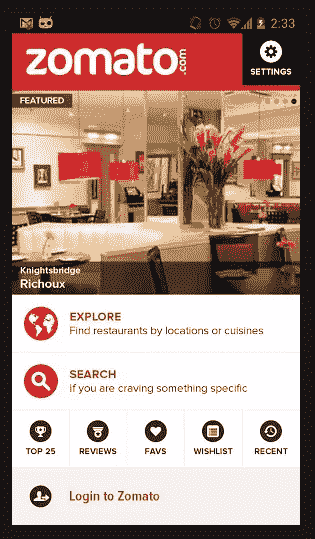 2:33
zomato.com
SETTINGS
FEATURED
Knightsbridge
Richoux
EXPLORE
Find restaurants by locations or cuisines
SEARCH
If you are craving something specific
TOP 25
REVIEWS
FAVS
WISHLIST
RECENT
Login to Zomato